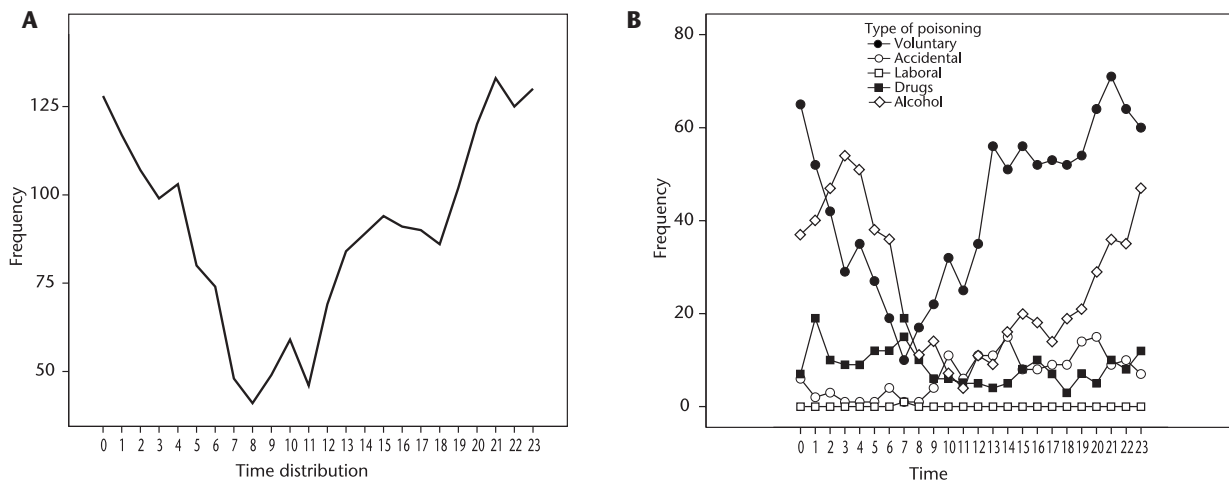 A
Frequency
125
100
75
50
0 1 2 3 4 5 6 7 8 9 10 11 12 13 14 15 16 17 18 19 20 21 22 23
Time distribution
B
Type of poisoning
Voluntary
Accidental
Laboral
Drugs
Alcohol
Frequency
80
60
40
20
0
0 1 2 3 4 5 6 7 8 9 10 11 12 13 14 15 16 17 18 19 20 21 22 23
Time